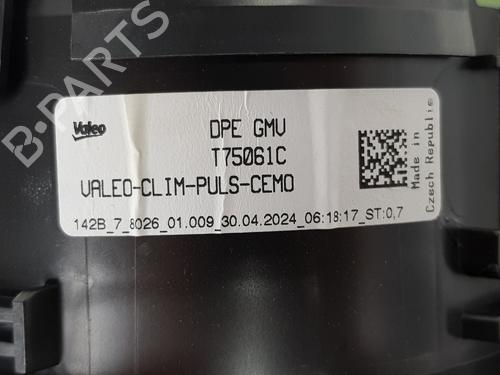 B-PARTS
Valeo
DPE GMV
T75061C
VALEO-CLIM-PULS-CEMO
142B_7_8026_01.009_30.04.2024_06:18:17_ST:0,7
Made in
Czech Republic